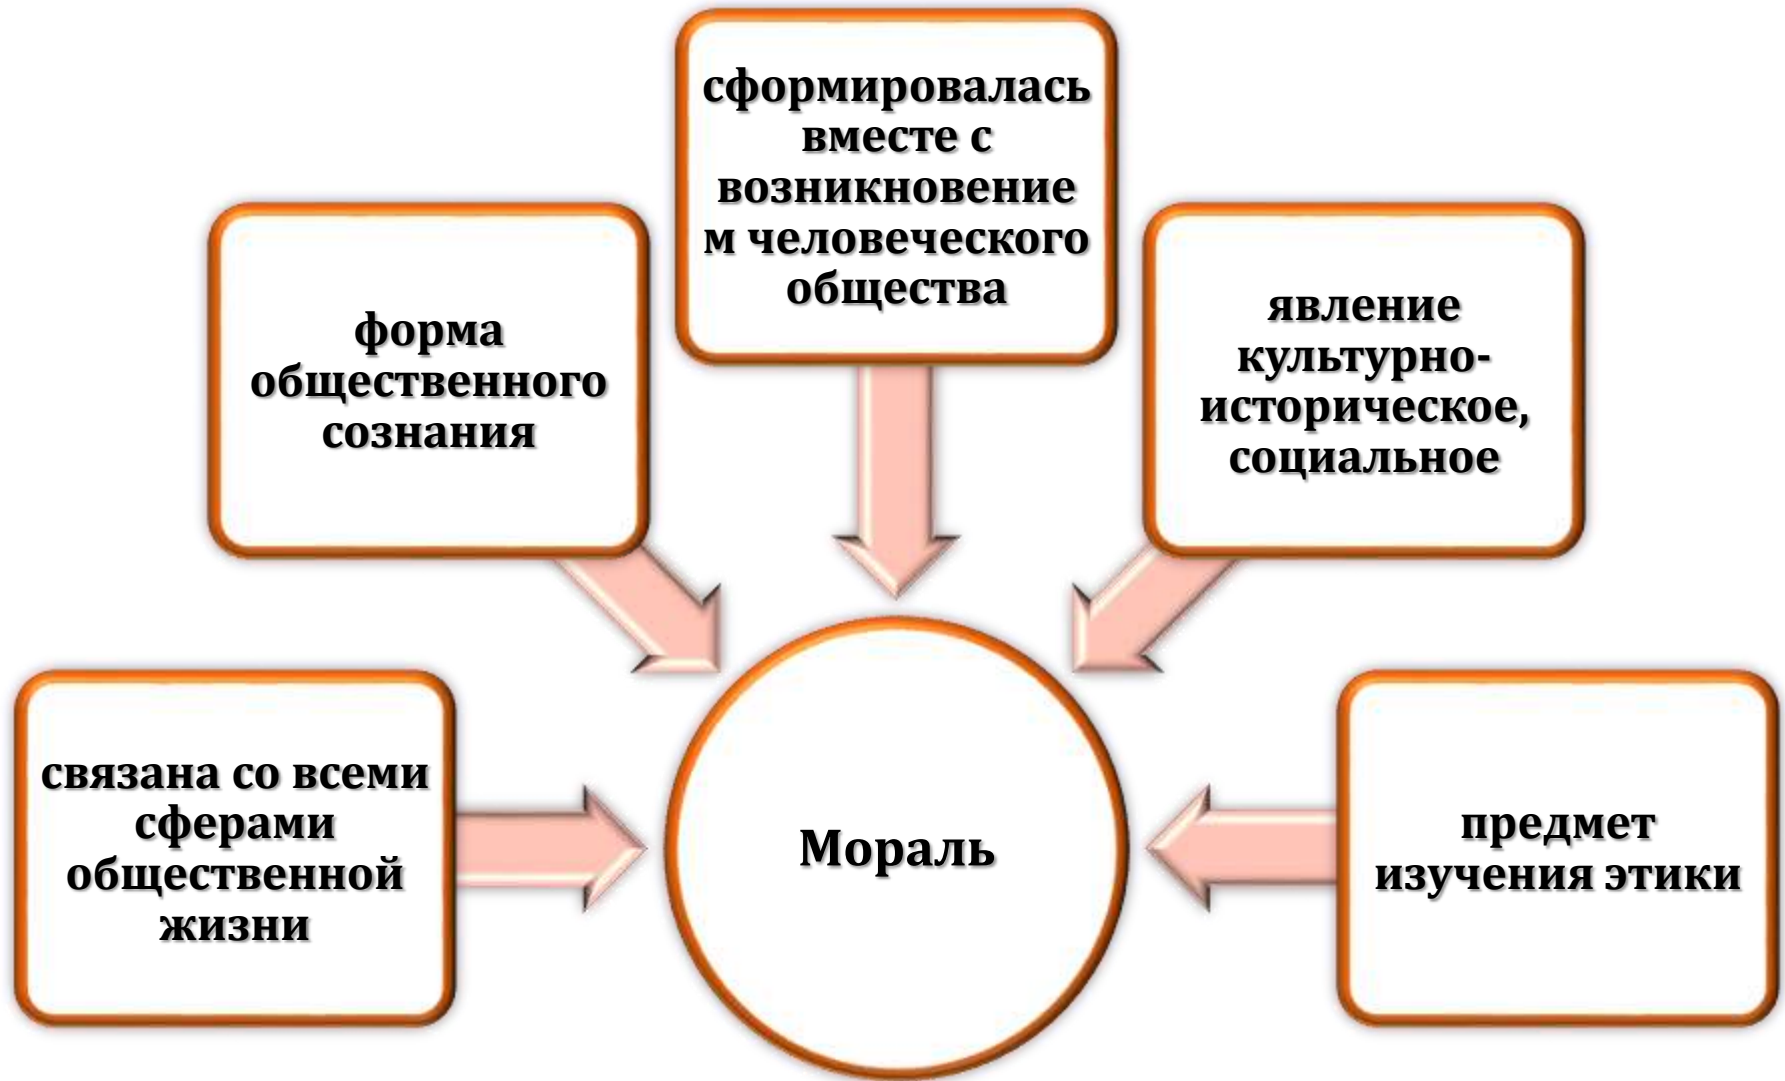 сформировалась
вместе с
возникновение
м человеческого
общества
форма
общественного
сознания
явление
культурно-
историческое,
социальное
связана со всеми
сферами
общественной
жизни
Мораль
предмет
изучения этики